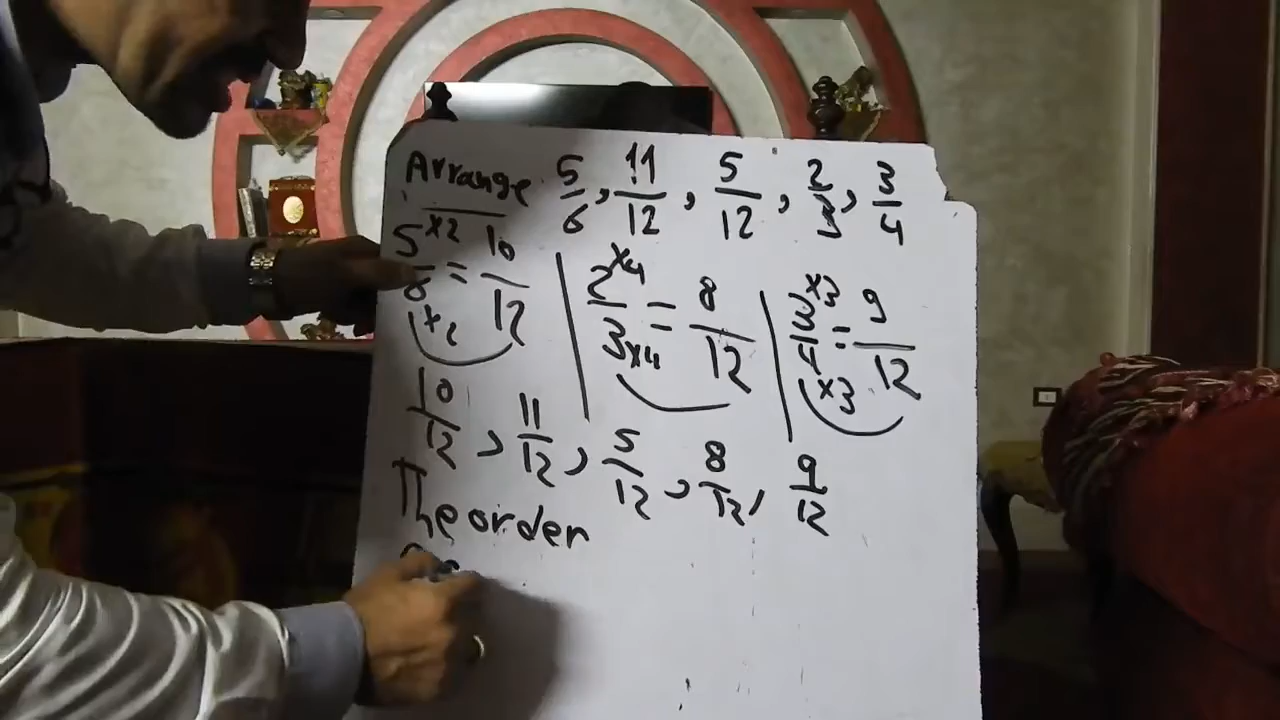 Arrange 5/6, 11/12, 5/12, 2/3, 3/4
5/6 ×2 = 10/12 ×2 | 2/3 ×4 = 8/12 ×4 | 3/4 ×3 = 9/12 ×3
10/12, 11/12, 5/12, 8/12, 9/12
The order